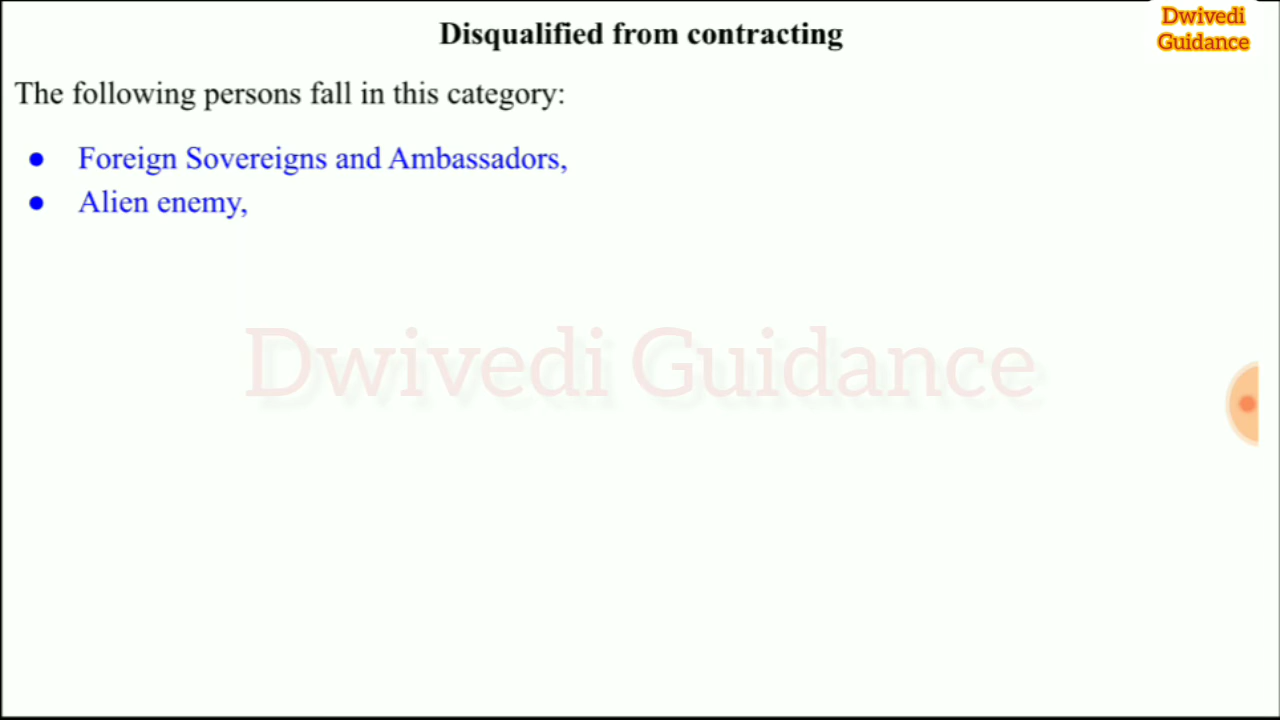 Disqualified from contracting
Dwivedi
Guidance
The following persons fall in this category:
● Foreign Sovereigns and Ambassadors,
● Alien enemy,
Dwivedi Guidance